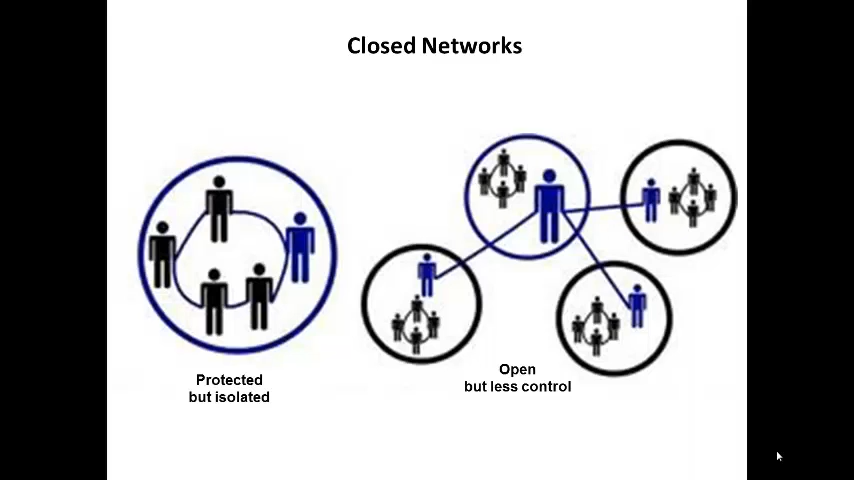 Closed Networks
Protected
but isolated
Open
but less control